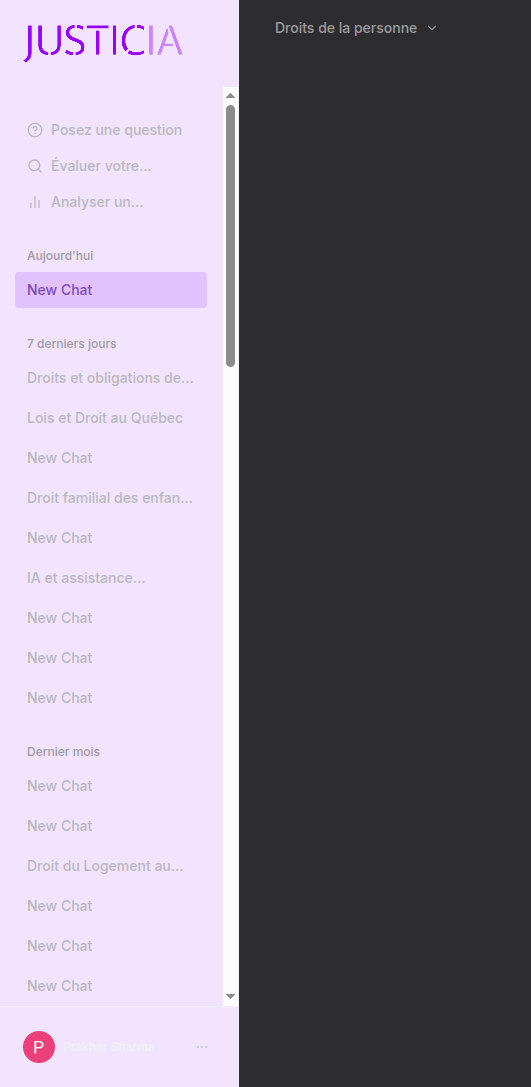 JUSTICIA
Droits de la personne
Posez une question
Évaluer votre...
Analyser un...
Aujourd'hui
New Chat
7 derniers jours
Droits et obligations de...
Lois et Droit au Québec
New Chat
Droit familial des enfan...
New Chat
IA et assistance...
New Chat
New Chat
New Chat
Dernier mois
New Chat
New Chat
Droit du Logement au...
New Chat
New Chat
New Chat
P